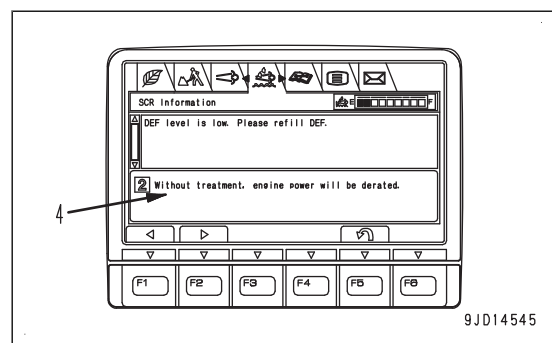 SCR Information
E F
DEF level is low. Please refill DEF.
2 Without treatment, engine power will be derated.
4
F1 F2 F3 F4 F5 F6
9JD14545